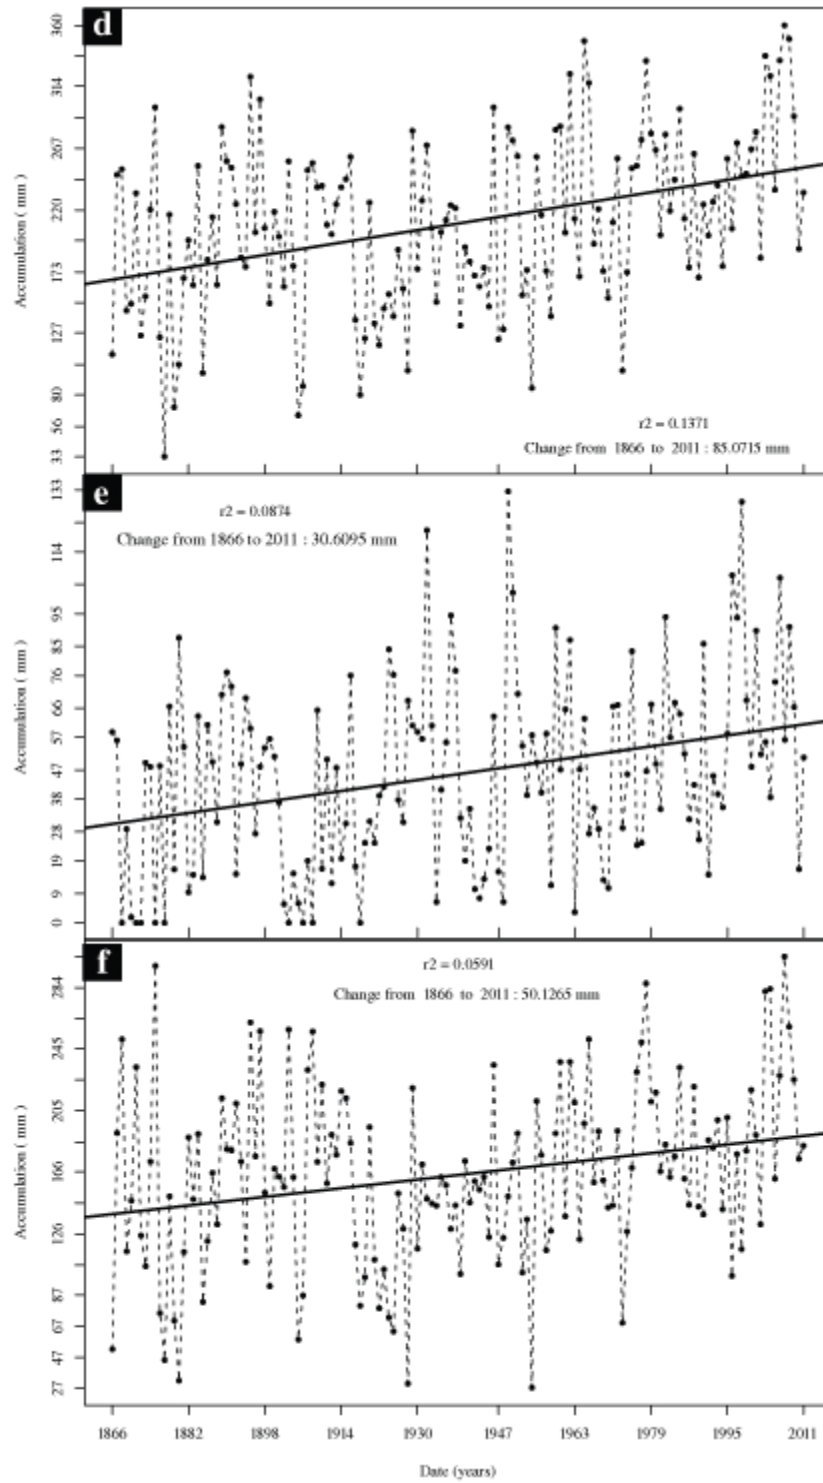 d
360
314
267
220
173
127
80
56
33
Accumulation ( mm )
r2 = 0.1371
Change from 1866 to 2011 : 85.0715 mm
e
133
114
95
85
76
66
57
47
38
28
19
9
0
Accumulation ( mm )
r2 = 0.0874
Change from 1866 to 2011 : 30.6095 mm
f
284
245
205
166
126
87
67
47
27
Accumulation ( mm )
r2 = 0.0591
Change from 1866 to 2011 : 50.1265 mm
1866 1882 1898 1914 1930 1947 1963 1979 1995 2011
Date (years)